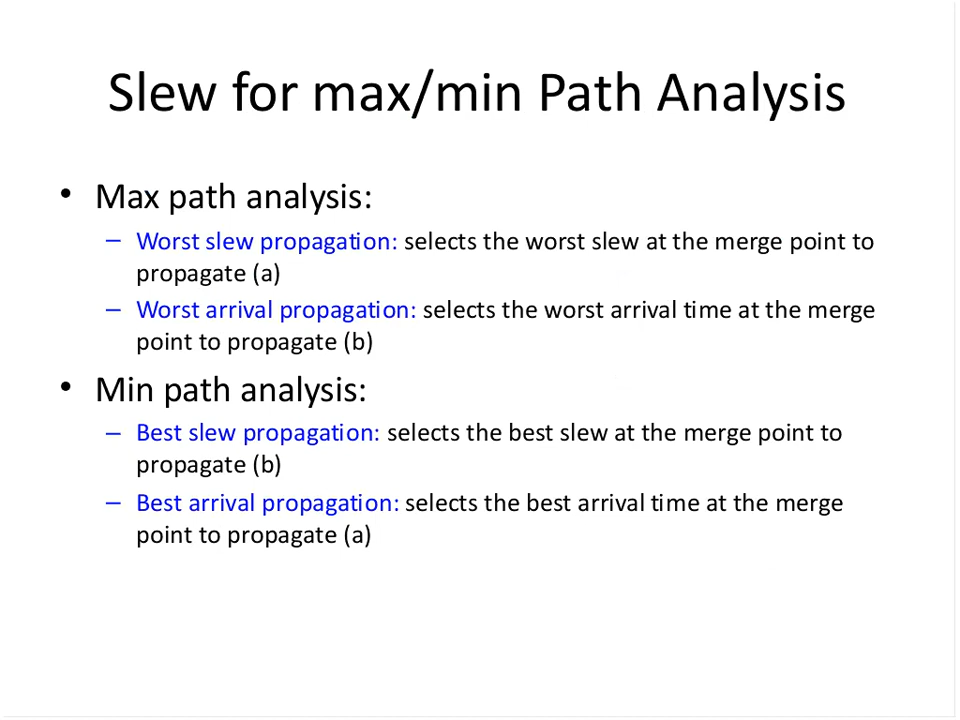 Slew for max/min Path Analysis
• Max path analysis:
– Worst slew propagation: selects the worst slew at the merge point to
propagate (a)
– Worst arrival propagation: selects the worst arrival time at the merge
point to propagate (b)
• Min path analysis:
– Best slew propagation: selects the best slew at the merge point to
propagate (b)
– Best arrival propagation: selects the best arrival time at the merge
point to propagate (a)